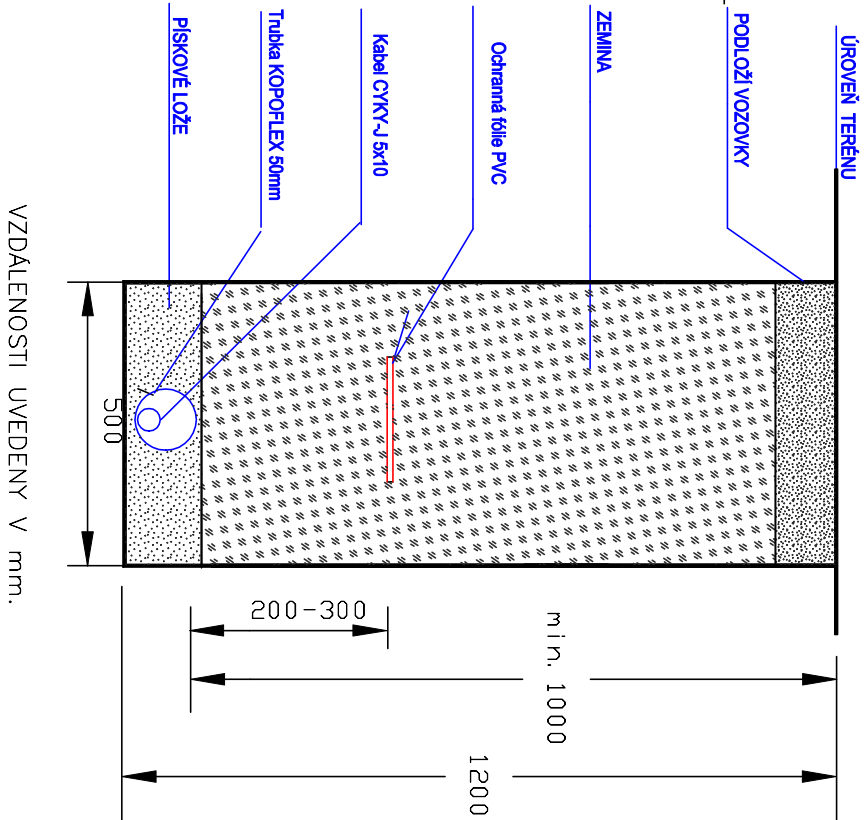 ÚROVEŇ TERÉNU
PODLOŽÍ VOZOVKY
ZEMINA
Ochranná fólie PVC
Kabel CYKY-J 5x10
Trubka KOPOFLEX 50mm
PÍSKOVÉ LOŽE
500
200-300
min. 1000
1200
VZDÁLENOSTI UVEDENY V mm.